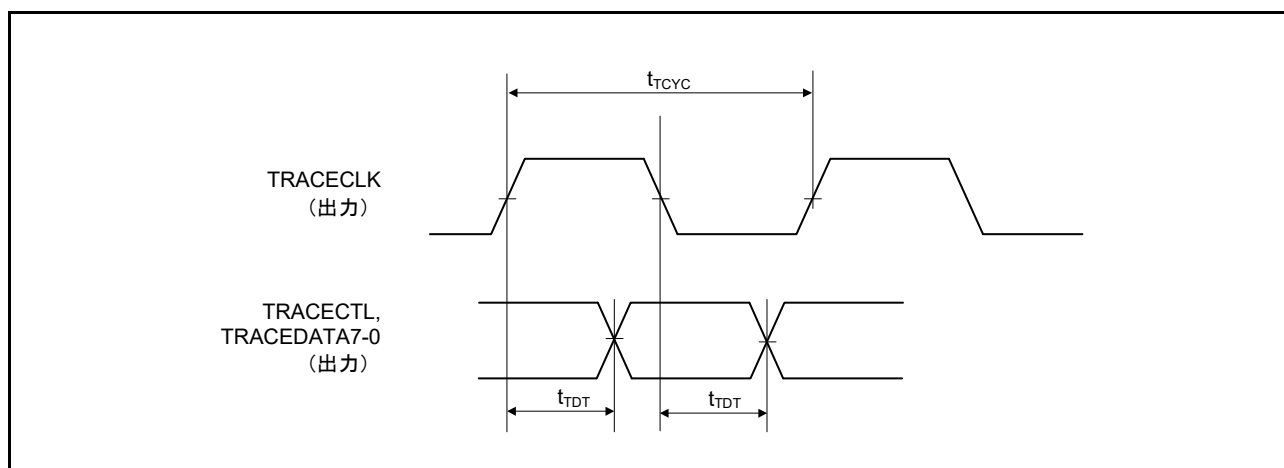 tTCYC
TRACECLK
（出力）
TRACECTL,
TRACEDATA7-0
（出力）
tTDT
tTDT